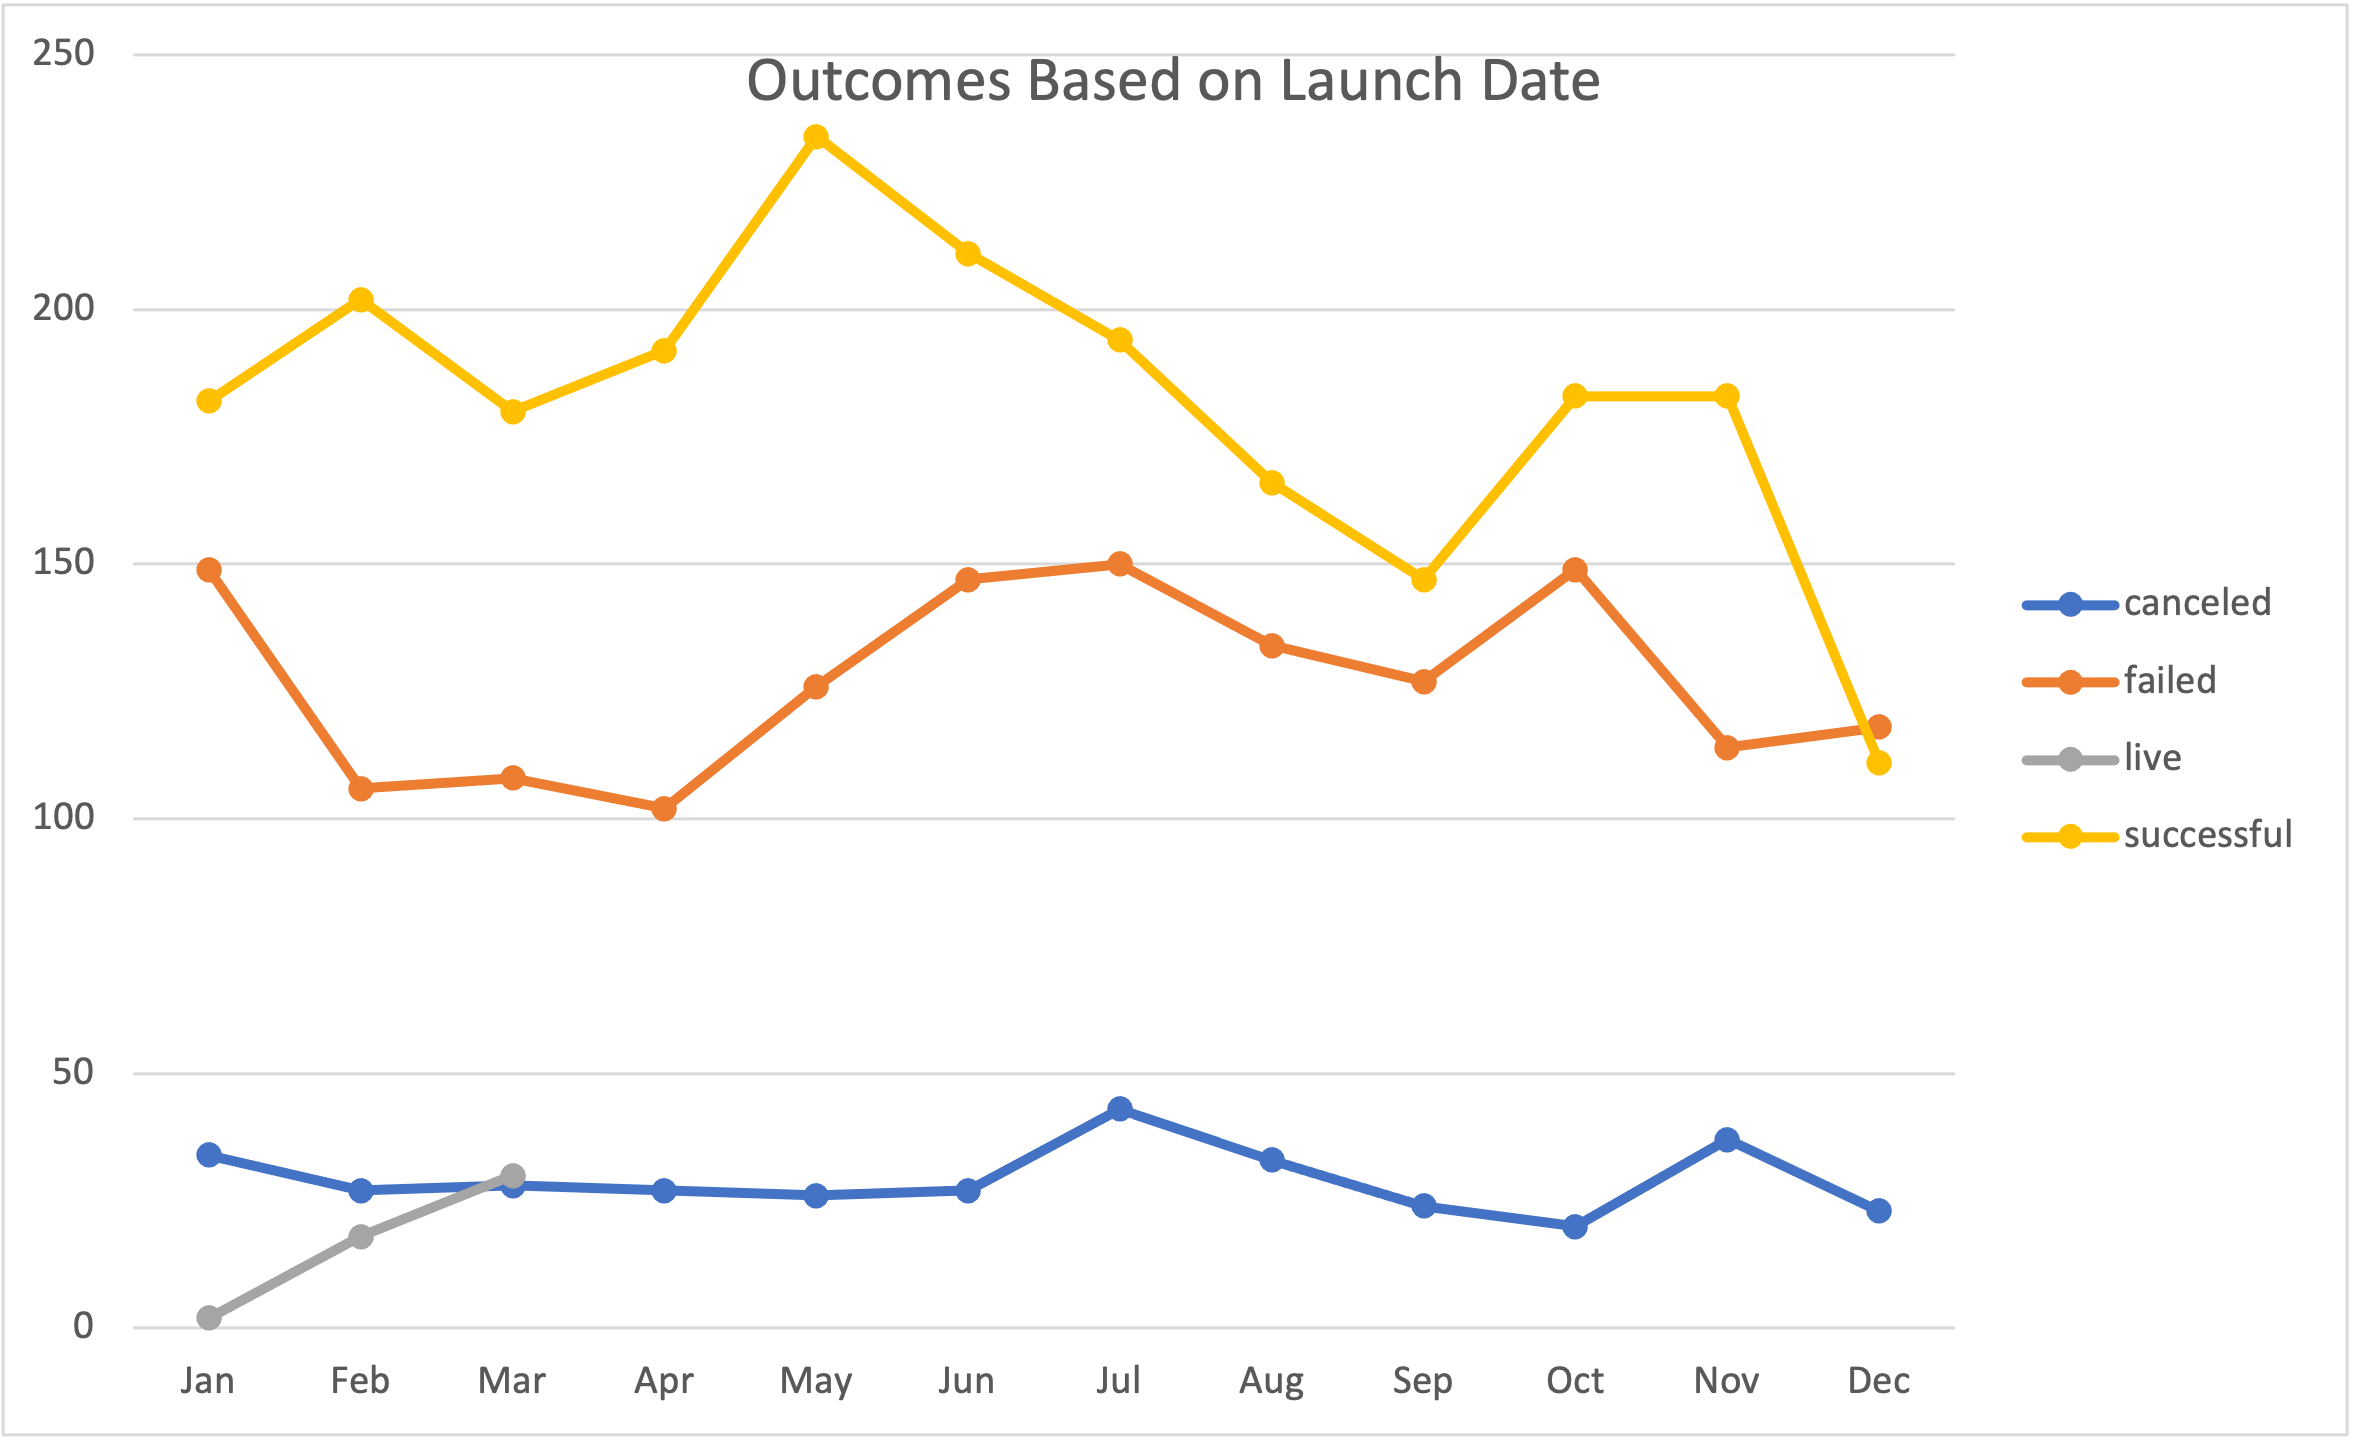 Outcomes Based on Launch Date
250
200
150
100
50
0
Jan Feb Mar Apr May Jun Jul Aug Sep Oct Nov Dec
canceled
failed
live
successful